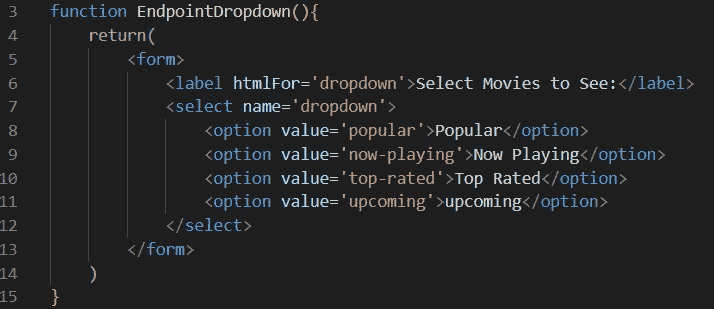 3 function EndpointDropdown(){
4     return(
5         <form>
6             <label htmlFor='dropdown'>Select Movies to See:</label>
7             <select name='dropdown'>
8                 <option value='popular'>Popular</option>
9                 <option value='now-playing'>Now Playing</option>
10                 <option value='top-rated'>Top Rated</option>
11                 <option value='upcoming'>upcoming</option>
12             </select>
13         </form>
14     )
15 }